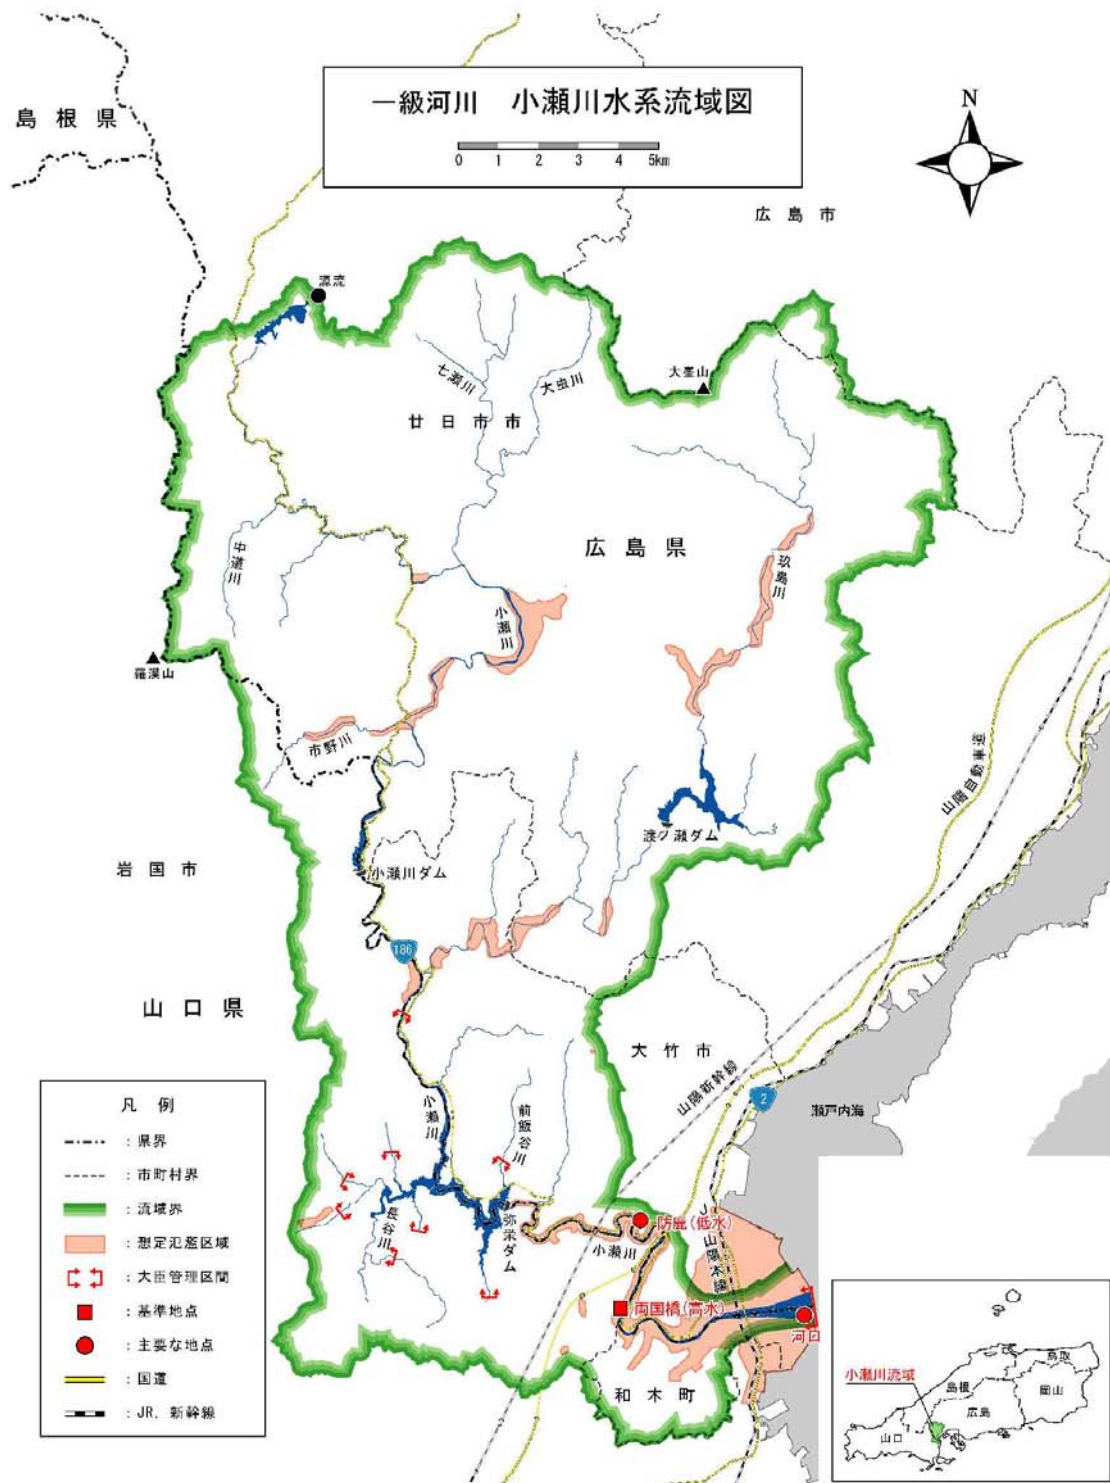 一級河川 小瀬川水系流域図
0 1 2 3 4 5km
N
島根県
広島市
源流
大峯山
七瀬川
大虫川
廿日市市
広島県
中道川
玖島川
小瀬川
羅漢山
市野川
山陽自動車道
渡ノ瀬ダム
岩国市
小瀬川ダム
186
山口県
大竹市
山陽新幹線
2
瀬戸内海
小瀬川
前飯谷川
長谷川
弥栄ダム
小瀬川
防鹿(低水)
JR山陽本線
両国橋(高水)
河口
和木町
凡例
:県界
:市町村界
:流域界
:想定氾濫区域
:大臣管理区間
:基準地点
:主要な地点
:国道
:JR, 新幹線
小瀬川流域
鳥取
島根
岡山
広島
山口